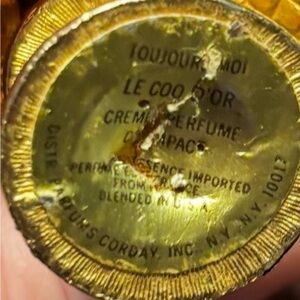 TOUJOURS MOI
LE COQ D'OR
CREME PERFUME
COMPACT
PERFUME ESSENCE IMPORTED
FROM FRANCE
BLENDED IN U.S.A.
DISTR. PARFUMS CORDAY, INC. NY, N.Y. 10017